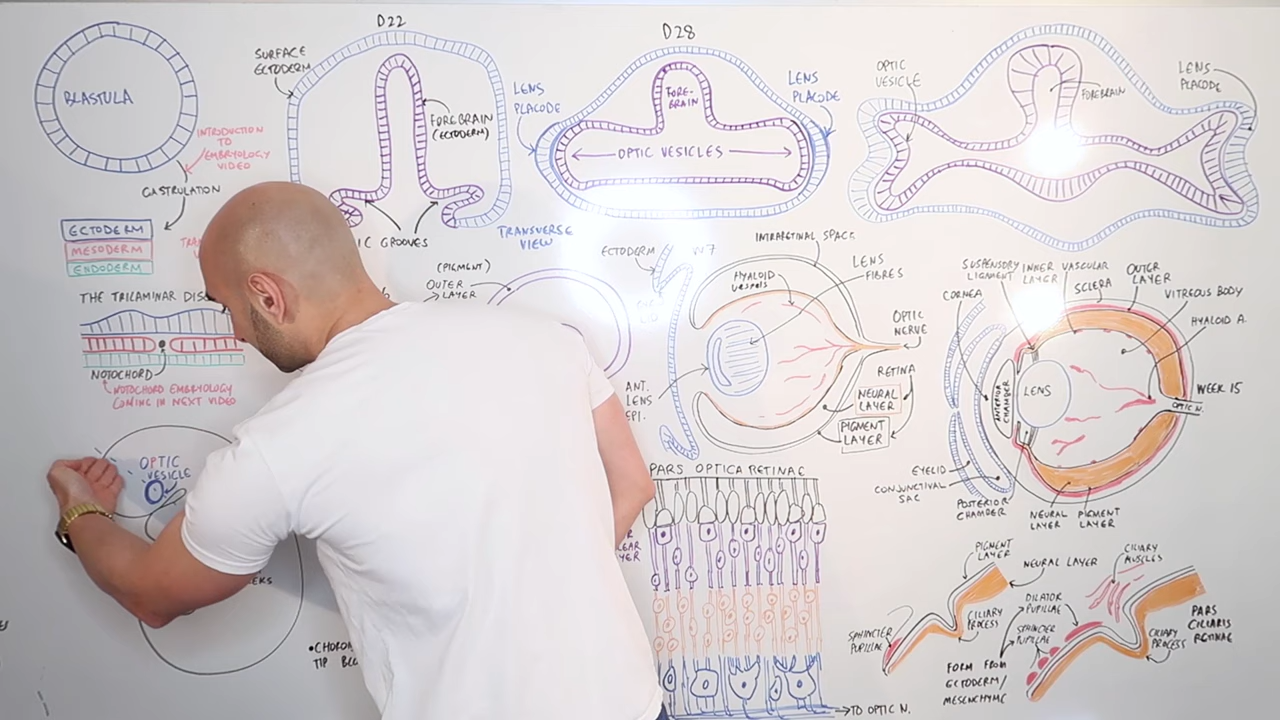 D22
D28
BLASTULA
SURFACE
ECTODERM
FOREBRAIN
(ECTODERM)
LENS
PLACODE
FORE-
BRAIN
OPTIC VESICLES
LENS
PLACODE
OPTIC
VESICLE
FOREBRAIN
LENS
PLACODE
INTRODUCTION
TO
EMBRYOLOGY
VIDEO
GASTRULATION
ECTODERM
MESODERM
ENDODERM
GROOVES
TRANSVERSE
VIEW
THE TRILAMINAR
NOTOCHORD
NOTOCHORD EMBRYOLOGY
COMING IN NEXT VIDEO
(PIGMENT)
OUTER
LAYER
ECTODERM
INTRARETINAL SPACE
HYALOID
VESSELS
LENS
FIBRES
OPTIC
NERVE
RETINA
NEURAL
LAYER
PIGMENT
LAYER
ANT.
LENS
EPI.
SUSPENSORY
LIGAMENT
INNER VASCULAR
LAYER
SCLERA
OUTER
LAYER
VITREOUS BODY
HYALOID A.
CORNEA
ANTERIOR
CHAMBER
LENS
WEEK 15
OPTIC N.
EYELID
CONJUNCTIVAL
SAC
POSTERIOR
CHAMBER
NEURAL
LAYER
PIGMENT
LAYER
OPTIC
VESICLE
PARS OPTICA RETINAE
TO OPTIC N.
PIGMENT
LAYER
NEURAL LAYER
CILIARY
PROCESS
SPHINCTER
PUPILLAE
CILIARY
MUSCLES
DILATOR
PUPILLAE
SPHINCTER
PUPILLAE
CILIARY
PROCESS
PARS
CILIARIS
RETINAE
FORM FROM
ECTODERM/
MESENCHYME